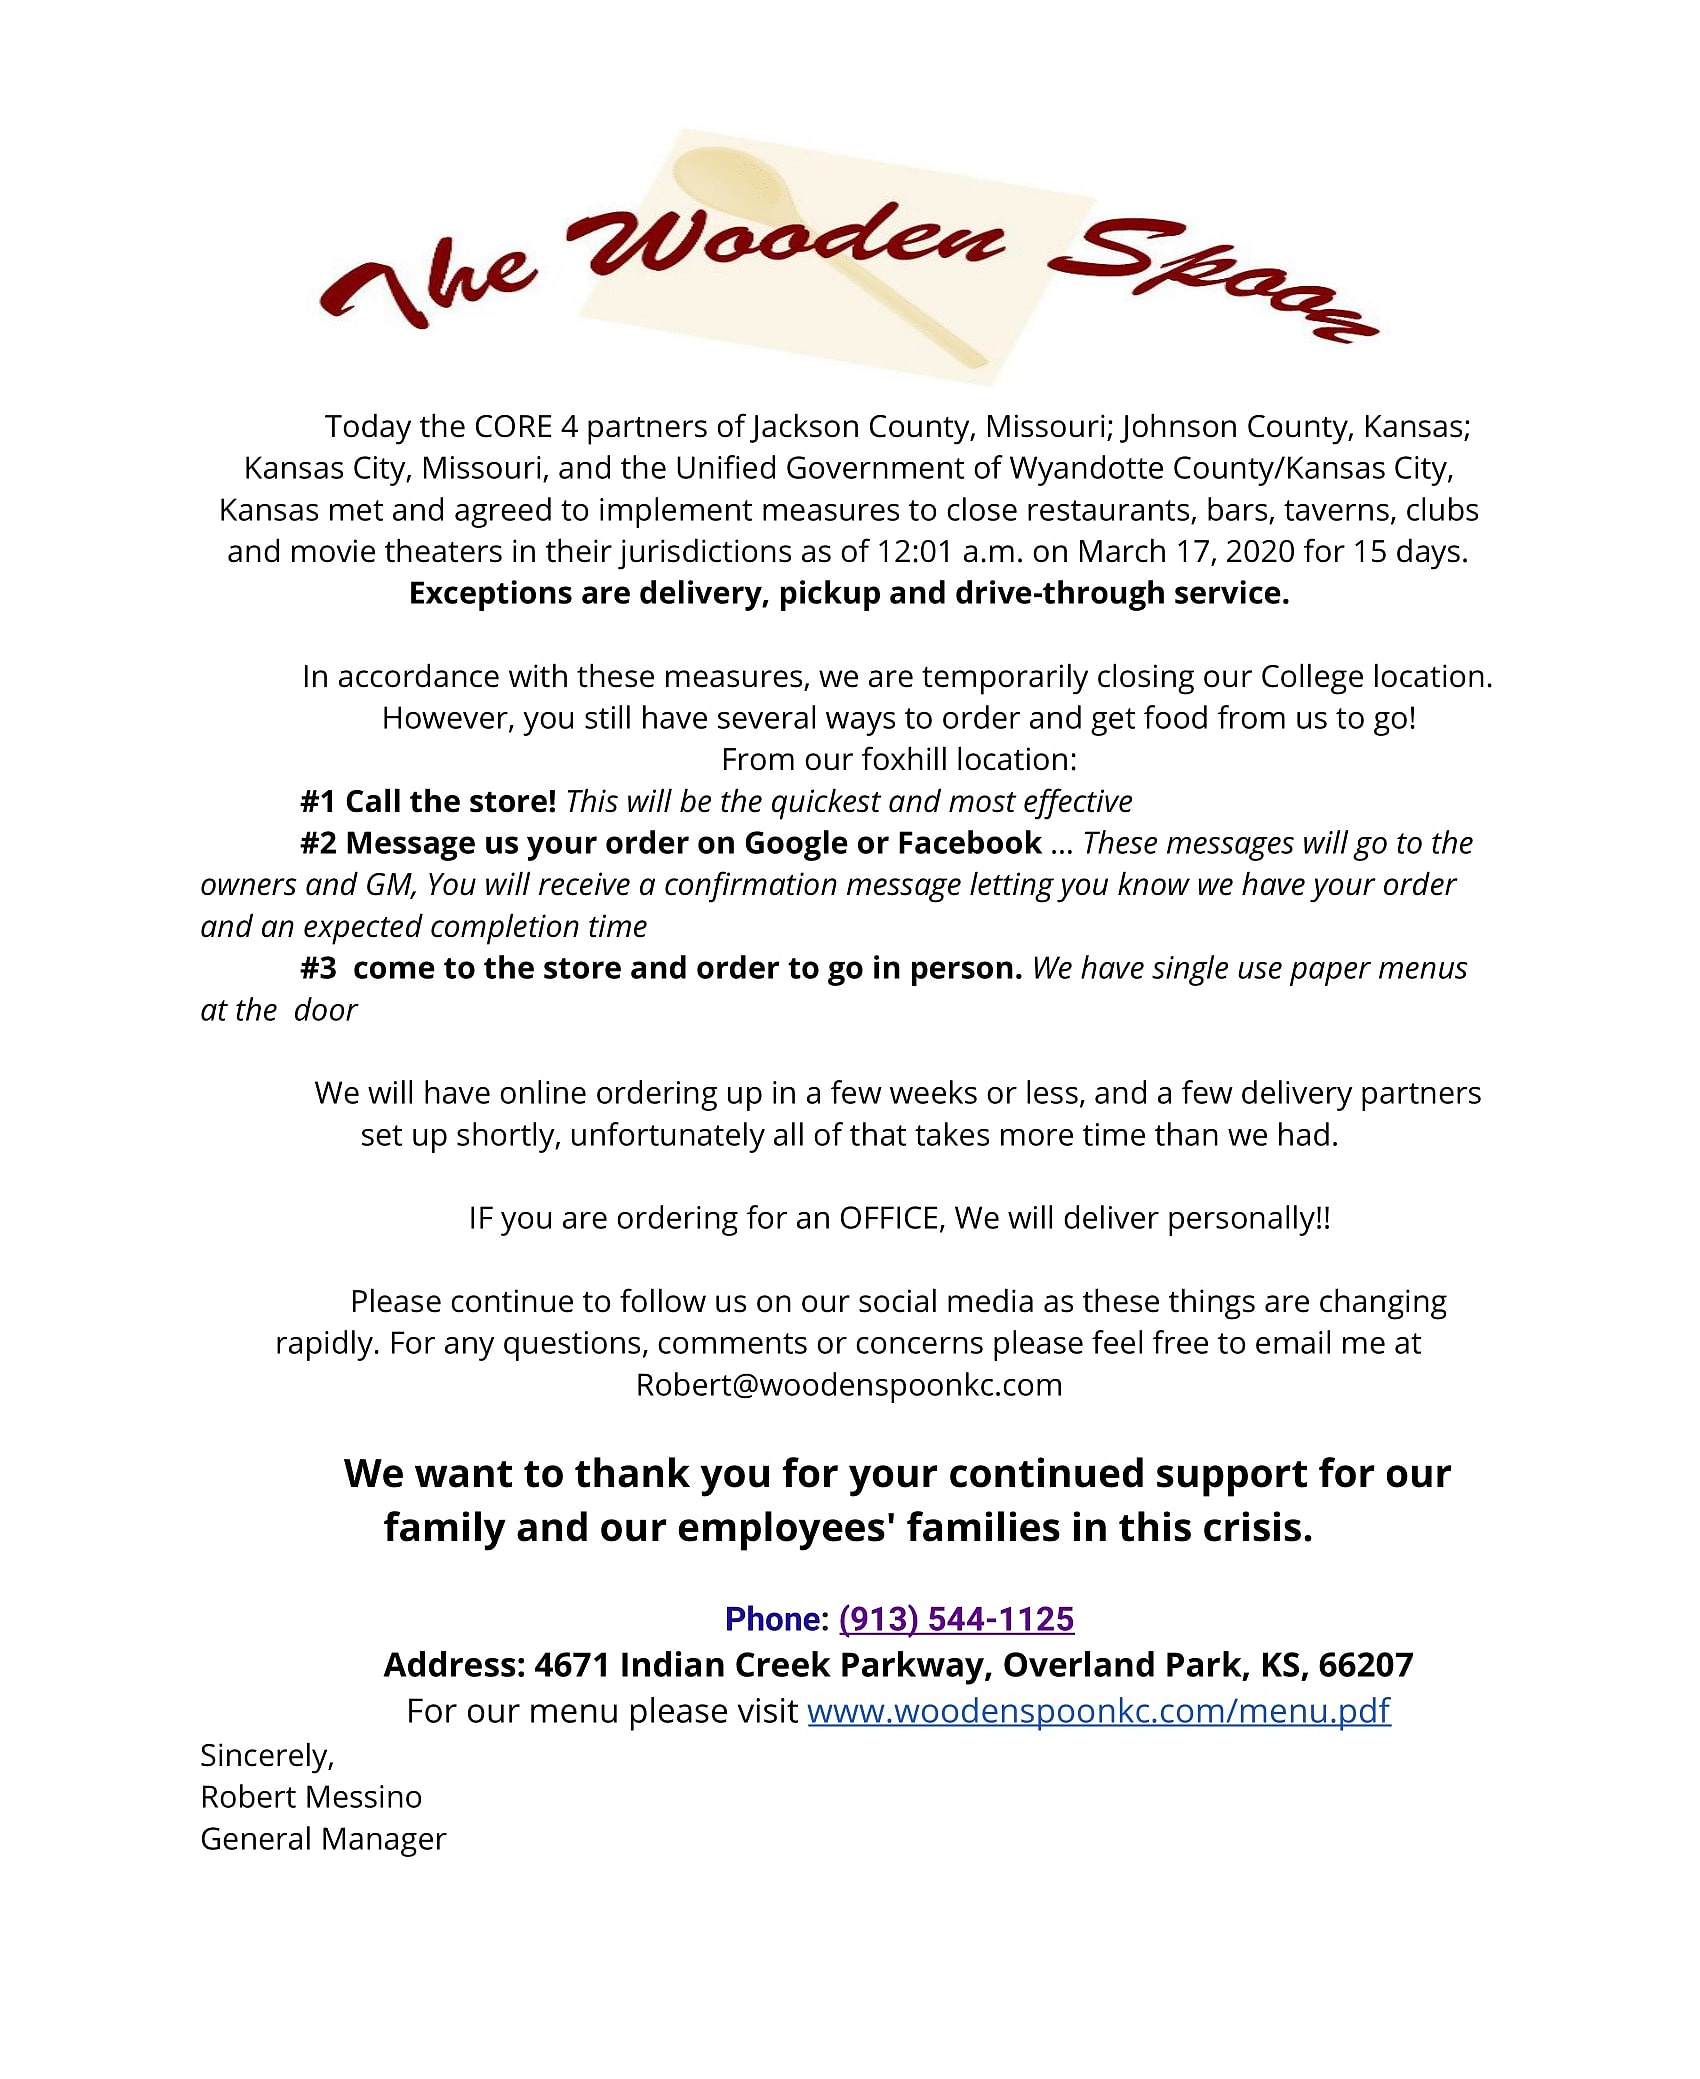 The Wooden Spoon
Today the CORE 4 partners of Jackson County, Missouri; Johnson County, Kansas;
Kansas City, Missouri, and the Unified Government of Wyandotte County/Kansas City,
Kansas met and agreed to implement measures to close restaurants, bars, taverns, clubs
and movie theaters in their jurisdictions as of 12:01 a.m. on March 17, 2020 for 15 days.
Exceptions are delivery, pickup and drive-through service.
In accordance with these measures, we are temporarily closing our College location.
However, you still have several ways to order and get food from us to go!
From our foxhill location:
#1 Call the store! This will be the quickest and most effective
#2 Message us your order on Google or Facebook ... These messages will go to the
owners and GM, You will receive a confirmation message letting you know we have your order
and an expected completion time
#3  come to the store and order to go in person. We have single use paper menus
at the  door
We will have online ordering up in a few weeks or less, and a few delivery partners
set up shortly, unfortunately all of that takes more time than we had.
IF you are ordering for an OFFICE, We will deliver personally!!
Please continue to follow us on our social media as these things are changing
rapidly. For any questions, comments or concerns please feel free to email me at
Robert@woodenspoonkc.com
We want to thank you for your continued support for our
family and our employees' families in this crisis.
Phone: (913) 544-1125
Address: 4671 Indian Creek Parkway, Overland Park, KS, 66207
For our menu please visit www.woodenspoonkc.com/menu.pdf
Sincerely,
Robert Messino
General Manager